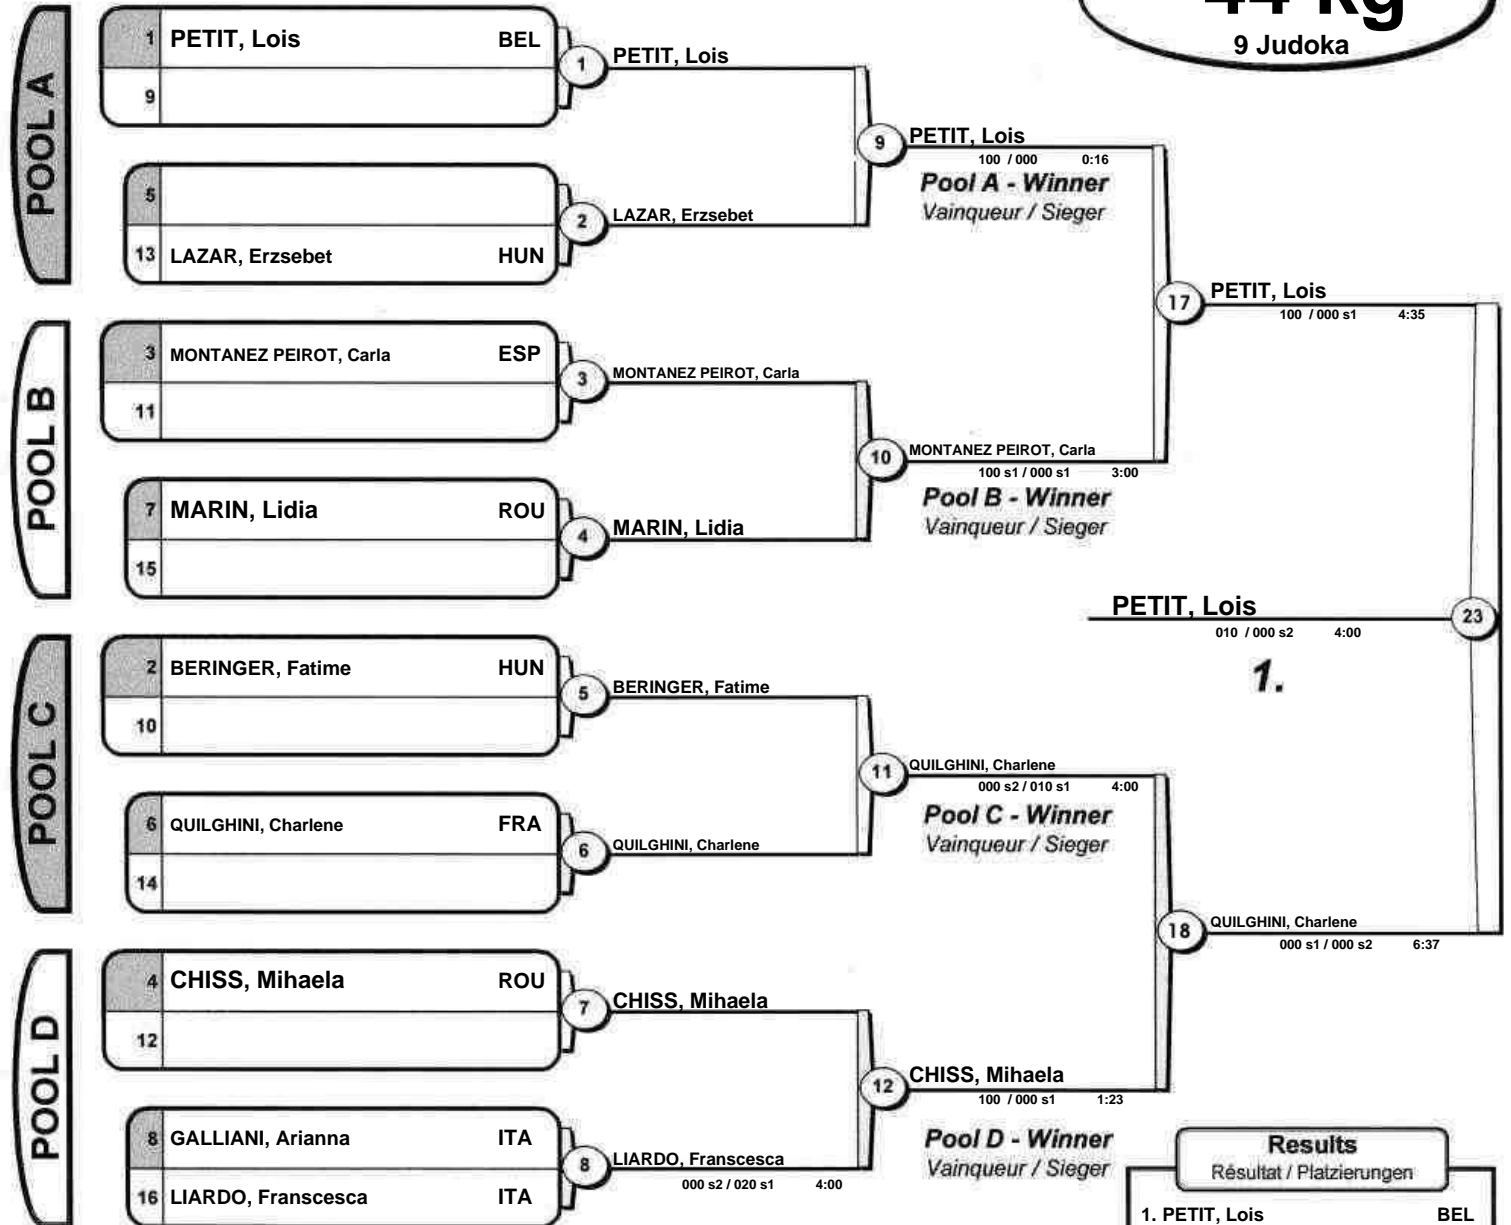 44 kg
9 Judoka
POOL A
1 PETIT, Lois BEL
9
1 PETIT, Lois
5
13 LAZAR, Erzsebet HUN
2 LAZAR, Erzsebet
9 PETIT, Lois
100 / 000 0:16
Pool A - Winner
Vainqueur / Sieger
POOL B
3 MONTANEZ PEIROT, Carla ESP
11
3 MONTANEZ PEIROT, Carla
7 MARIN, Lidia ROU
15
4 MARIN, Lidia
10 MONTANEZ PEIROT, Carla
100 s1 / 000 s1 3:00
Pool B - Winner
Vainqueur / Sieger
17 PETIT, Lois
100 / 000 s1 4:35
PETIT, Lois 23
010 / 000 s2 4:00
1.
POOL C
2 BERINGER, Fatime HUN
10
5 BERINGER, Fatime
6 QUILGHINI, Charlene FRA
14
6 QUILGHINI, Charlene
11 QUILGHINI, Charlene
000 s2 / 010 s1 4:00
Pool C - Winner
Vainqueur / Sieger
18 QUILGHINI, Charlene
000 s1 / 000 s2 6:37
POOL D
4 CHISS, Mihaela ROU
12
7 CHISS, Mihaela
8 GALLIANI, Arianna ITA
16 LIARDO, Franscesca ITA
8 LIARDO, Franscesca
000 s2 / 020 s1 4:00
12 CHISS, Mihaela
100 / 000 s1 1:23
Pool D - Winner
Vainqueur / Sieger
Results
Résultat / Platzierungen
1. PETIT, Lois BEL